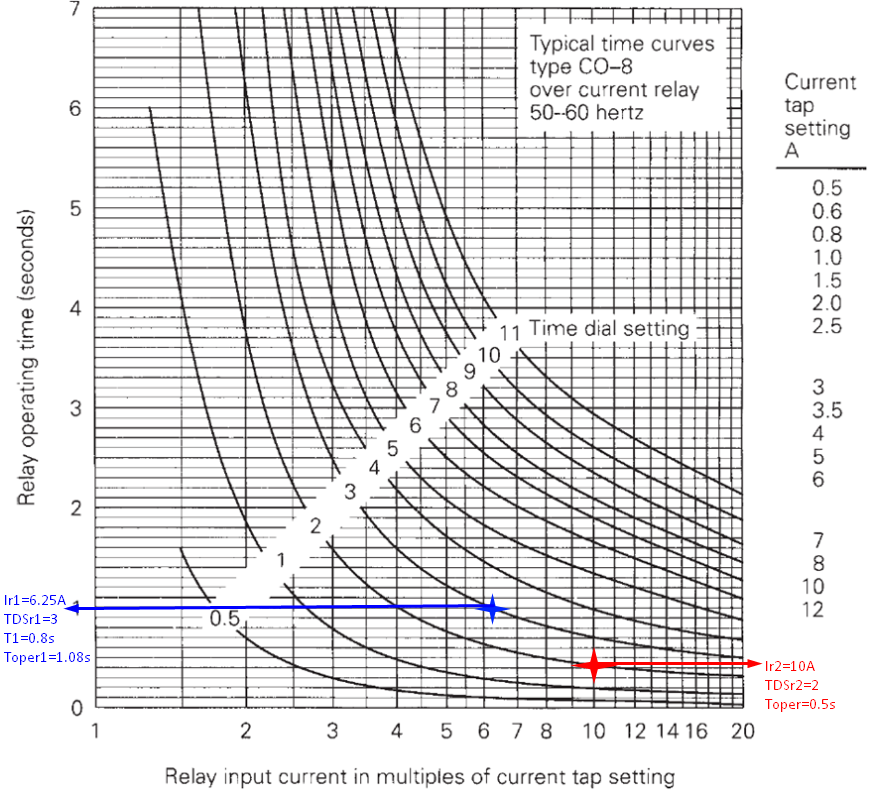 Typical time curves
type CO–8
over current relay
50--60 hertz
Current
tap
setting
A
0.5
0.6
0.8
1.0
1.5
2.0
2.5
3
3.5
4
5
6
7
8
10
12
Relay operating time (seconds)
7
6
5
4
3
2
0
11 Time dial setting
10
9
8
7
6
5
4
3
2
1
0.5
Ir1=6.25A
TDSr1=3
T1=0.8s
Toper1=1.08s
Ir2=10A
TDSr2=2
Toper=0.5s
1 2 3 4 5 6 7 8 10 12 14 16 20
Relay input current in multiples of current tap setting